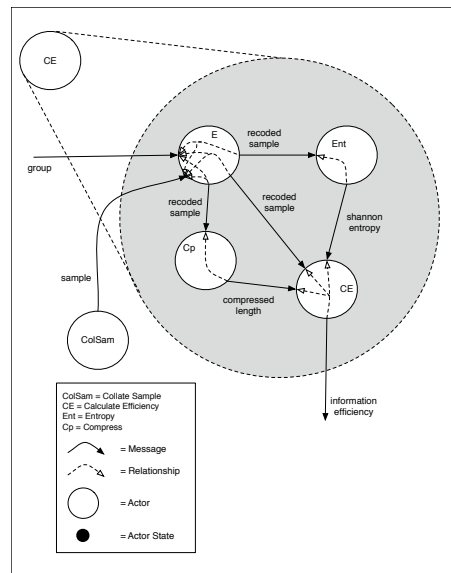 CE
E
recoded
sample
Ent
group
recoded
sample
recoded
sample
shannon
entropy
Cp
sample
CE
compressed
length
ColSam
information
efficiency
ColSam = Collate Sample
CE = Calculate Efficiency
Ent = Entropy
Cp = Compress
= Message
= Relationship
= Actor
= Actor State